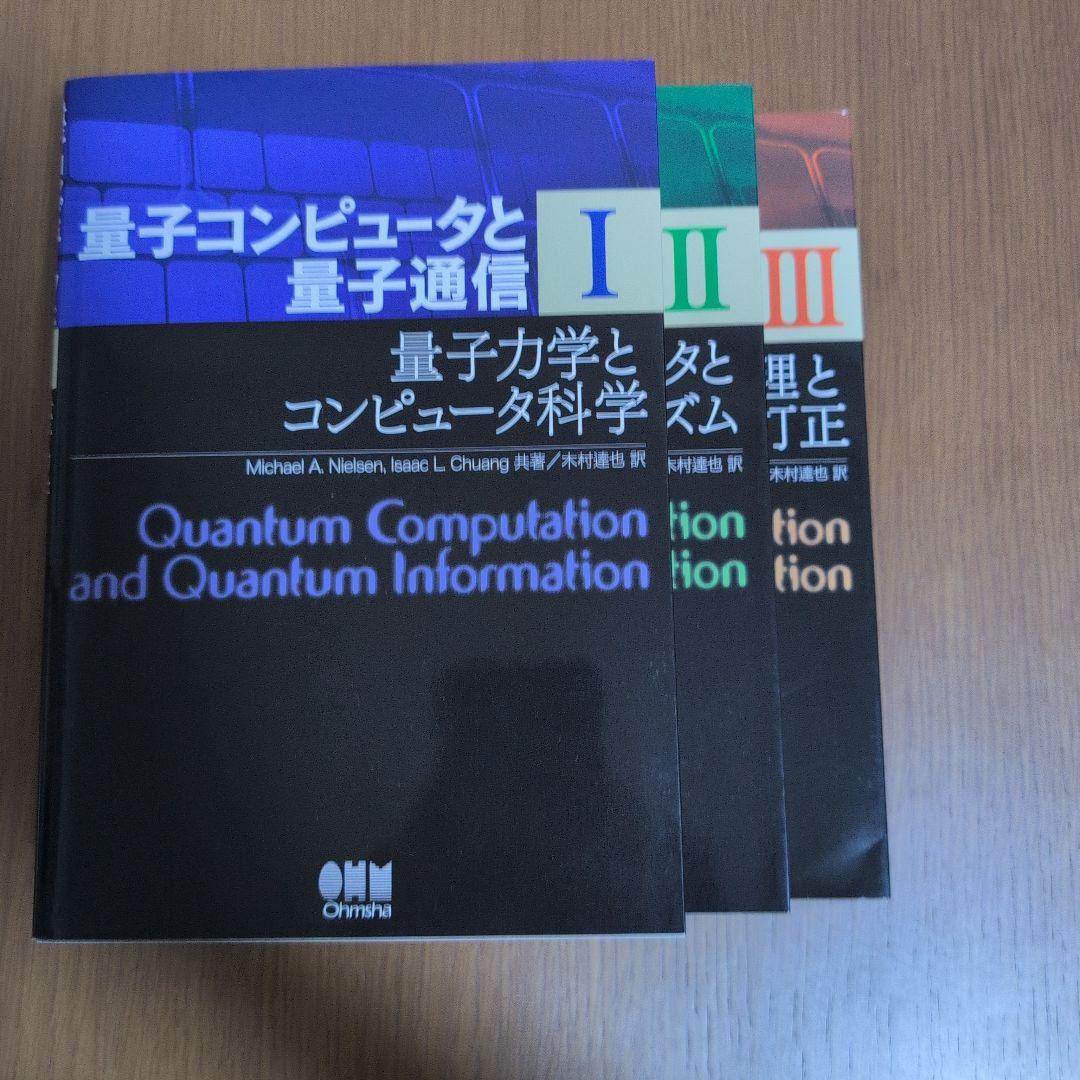 量子コンピュータと
量子通信
I
量子力学と
コンピュータ科学
Michael A. Nielsen, Isaac L. Chuang 共著／木村達也 訳
Quantum Computation
and Quantum Information
OHM
Ohmsha
II
タと
ズム
木村達也 訳
tion
tion
III
理と
訂正
木村達也 訳
tion
tion